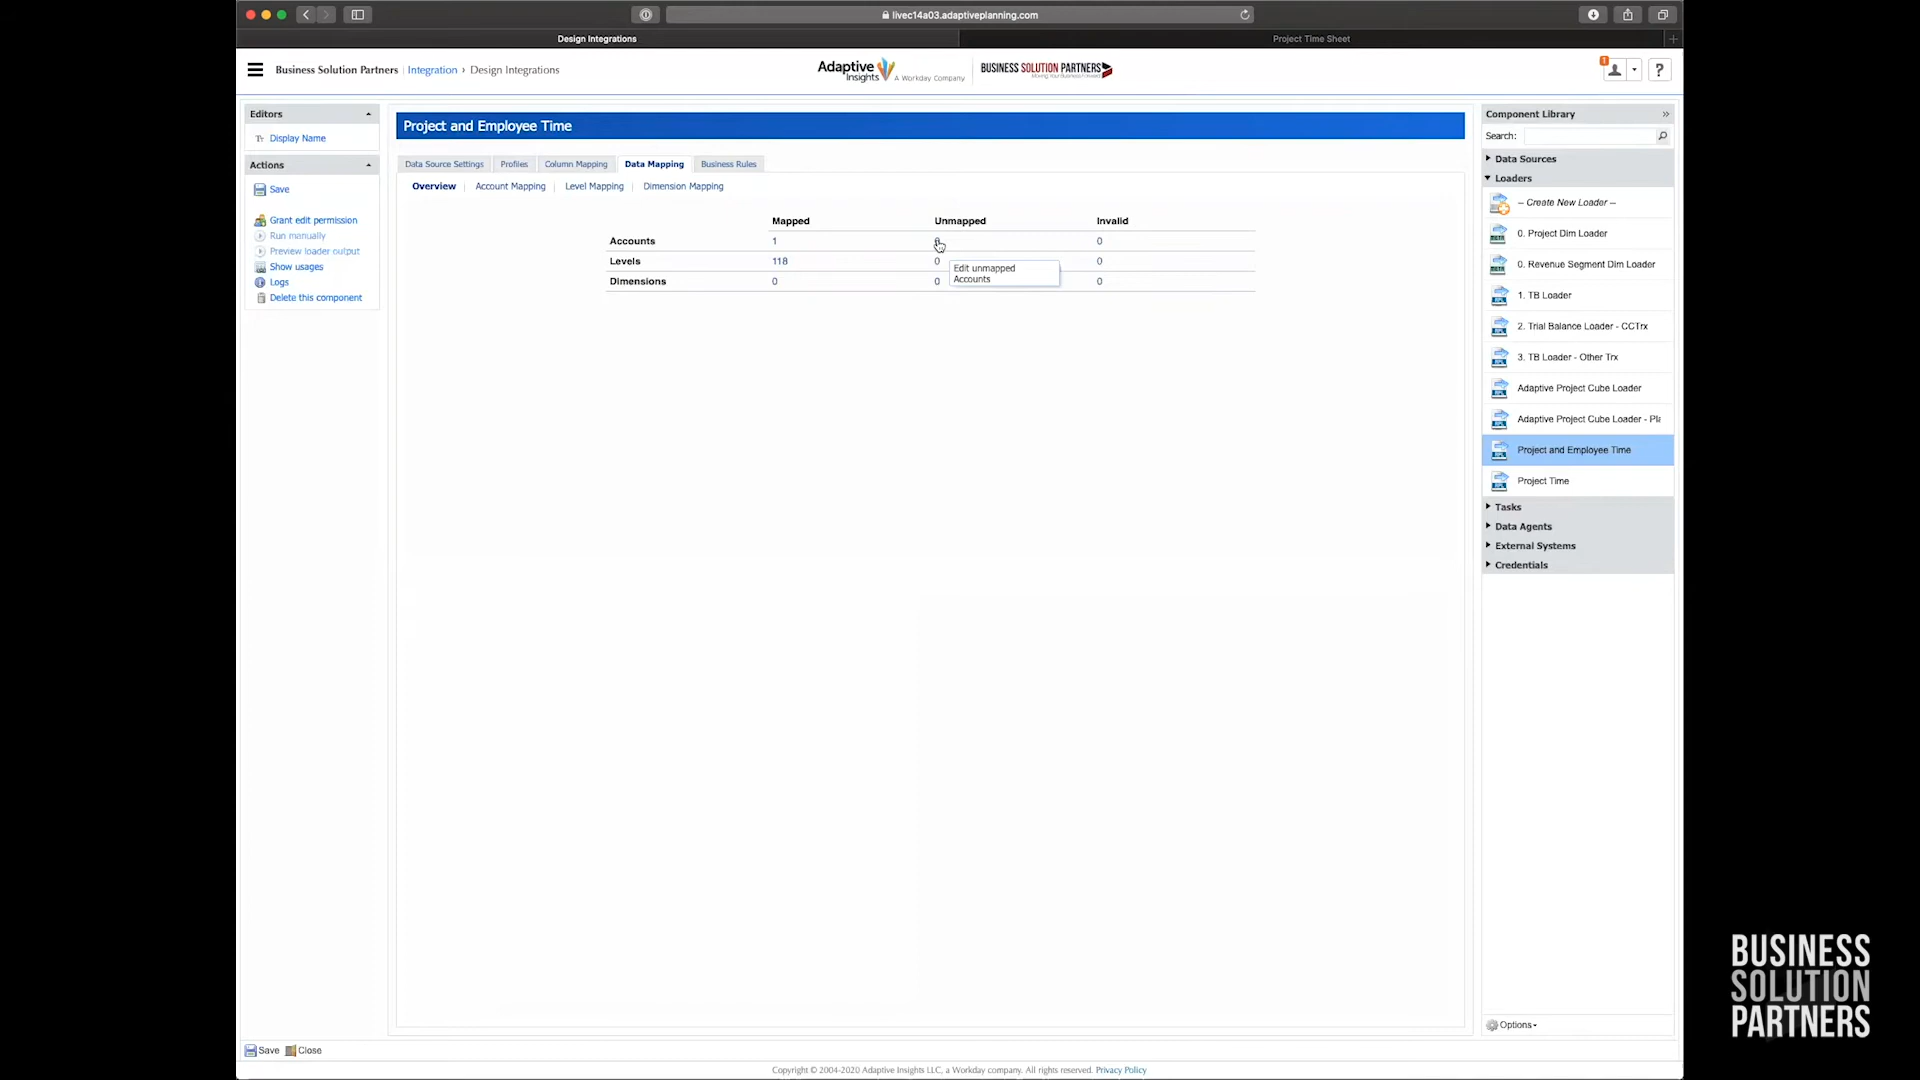 livec14a03.adaptiveplanning.com
Design Integrations
Project Time Sheet
Business Solution Partners | Integration › Design Integrations
Adaptive Insights A Workday Company
BUSINESS SOLUTION PARTNERS
1
?
Editors
Display Name
Actions
Save
Grant edit permission
Run manually
Preview loader output
Show usages
Logs
Delete this component
Project and Employee Time
Data Source Settings
Profiles
Column Mapping
Data Mapping
Business Rules
Overview
Account Mapping
Level Mapping
Dimension Mapping
Mapped Unmapped Invalid
Accounts 1 0
Levels 118 0 0
Dimensions 0 0 0
Edit unmapped
Accounts
Component Library
Search:
Data Sources
Loaders
-- Create New Loader --
0. Project Dim Loader
0. Revenue Segment Dim Loader
1. TB Loader
2. Trial Balance Loader - CCTrx
3. TB Loader - Other Trx
Adaptive Project Cube Loader
Adaptive Project Cube Loader - Pla
Project and Employee Time
Project Time
Tasks
Data Agents
External Systems
Credentials
Options
Save Close
Copyright © 2004-2020 Adaptive Insights LLC, a Workday company. All rights reserved. Privacy Policy
BUSINESS
SOLUTION
PARTNERS